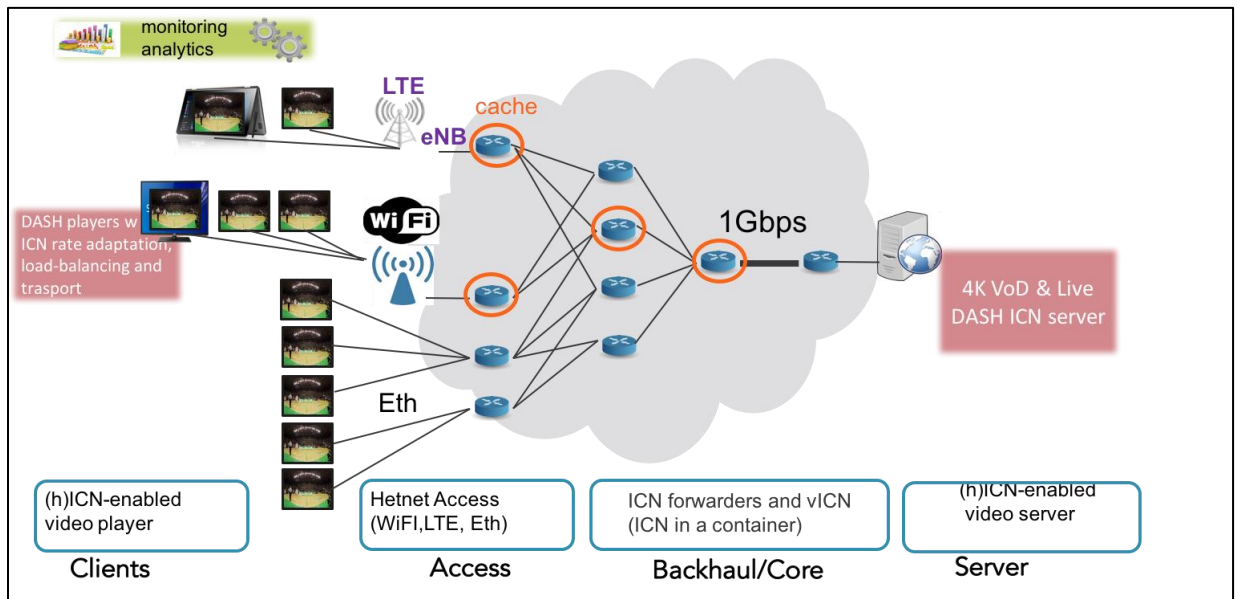 monitoring
analytics
LTE
cache
eNB
Wi Fi
DASH players w
ICN rate adaptation,
load-balancing and
trasport
1Gbps
4K VoD & Live
DASH ICN server
Eth
(h)ICN-enabled
video player
Hetnet Access
(WiFI,LTE, Eth)
ICN forwarders and vICN
(ICN in a container)
(h)ICN-enabled
video server
Clients
Access
Backhaul/Core
Server